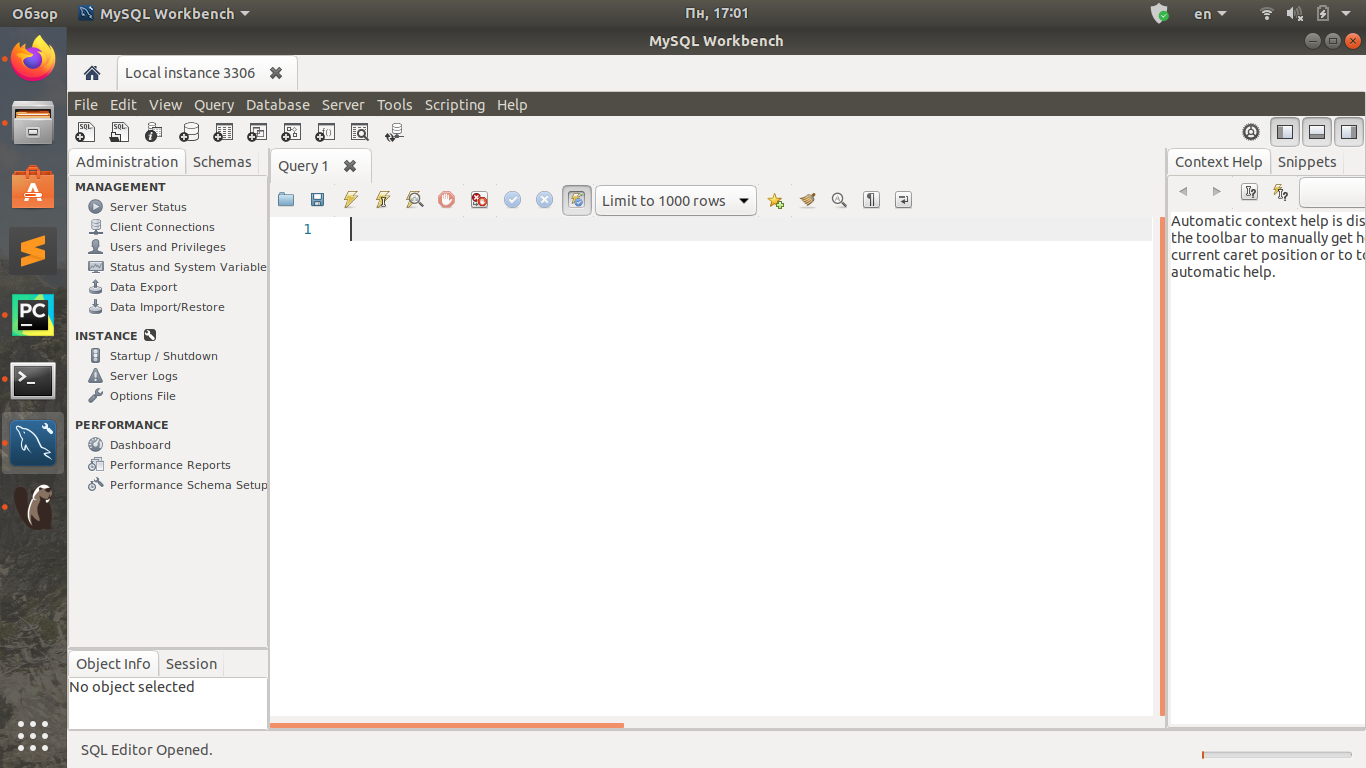 Обзор MySQL Workbench Пн, 17:01 en
MySQL Workbench
Local instance 3306
File Edit View Query Database Server Tools Scripting Help
Administration Schemas
Query 1
Context Help Snippets
MANAGEMENT
Server Status
Client Connections
Users and Privileges
Status and System Variable
Data Export
Data Import/Restore
INSTANCE
Startup / Shutdown
Server Logs
Options File
PERFORMANCE
Dashboard
Performance Reports
Performance Schema Setup
Limit to 1000 rows
1
Automatic context help is dis
the toolbar to manually get h
current caret position or to to
automatic help.
Object Info Session
No object selected
SQL Editor Opened.